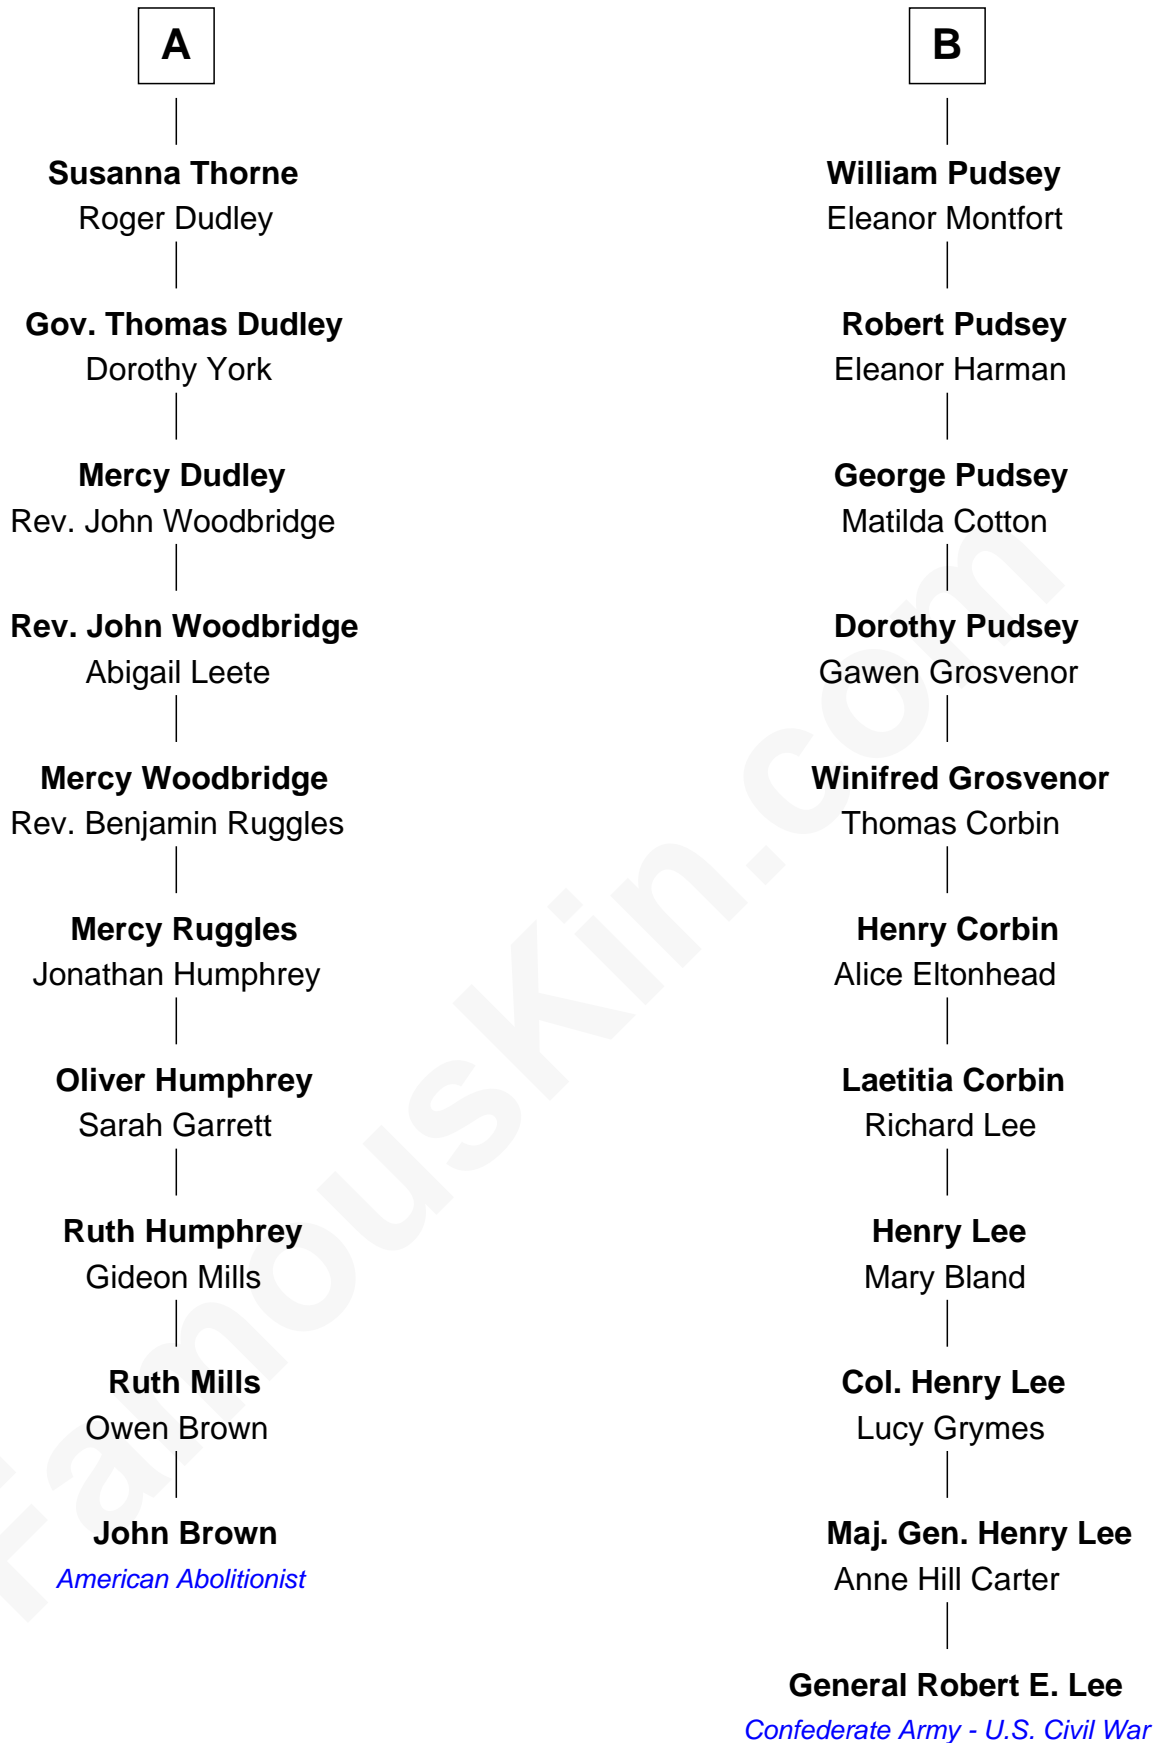 A
Susanna Thorne
Roger Dudley
Gov. Thomas Dudley
Dorothy York
Mercy Dudley
Rev. John Woodbridge
Rev. John Woodbridge
Abigail Leete
Mercy Woodbridge
Rev. Benjamin Ruggles
Mercy Ruggles
Jonathan Humphrey
Oliver Humphrey
Sarah Garrett
Ruth Humphrey
Gideon Mills
Ruth Mills
Owen Brown
John Brown
American Abolitionist
B
William Pudsey
Eleanor Montfort
Robert Pudsey
Eleanor Harman
George Pudsey
Matilda Cotton
Dorothy Pudsey
Gawen Grosvenor
Winifred Grosvenor
Thomas Corbin
Henry Corbin
Alice Eltonhead
Laetitia Corbin
Richard Lee
Henry Lee
Mary Bland
Col. Henry Lee
Lucy Grymes
Maj. Gen. Henry Lee
Anne Hill Carter
General Robert E. Lee
Confederate Army - U.S. Civil War
FamousKin.com